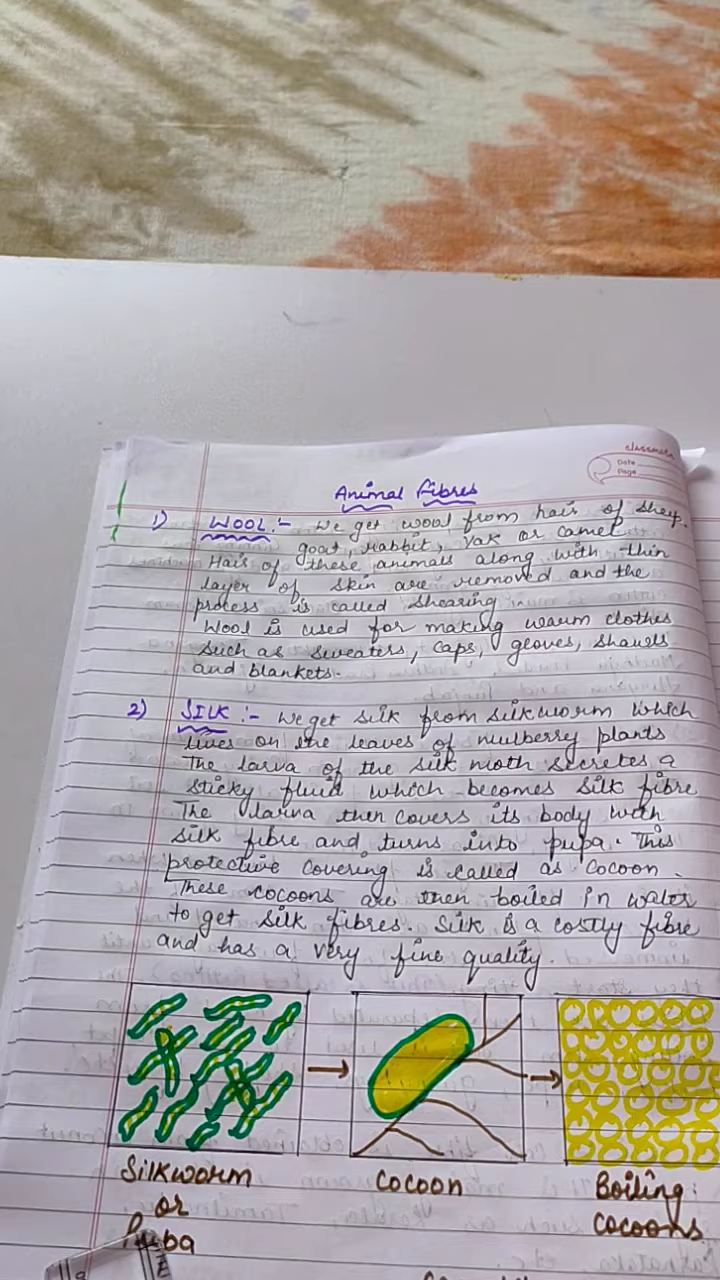 classmate
Date
Page
Animal Fibres
1) WOOL:- We get wool from hair of sheep,
goat, rabbit, Yak or camel
Hair of these animals along with thin
layer of skin are removed and the
process is called Shearing
Wool is used for making warm clothes
such as sweaters, caps, gloves, shawls
and blankets.
2) SILK :- We get silk from silkworm which
lives on the leaves of mulberry plants
The larva of the silk moth secretes a
sticky fluid which becomes silk fibre
The larva then covers its body with
silk fibre and turns into pupa. This
protective covering is called as Cocoon.
These cocoons are then boiled in water
to get silk fibres. Silk is a costly fibre
and has a very fine quality.
Silkworm
or
Cocoon
Boiling
cocoons